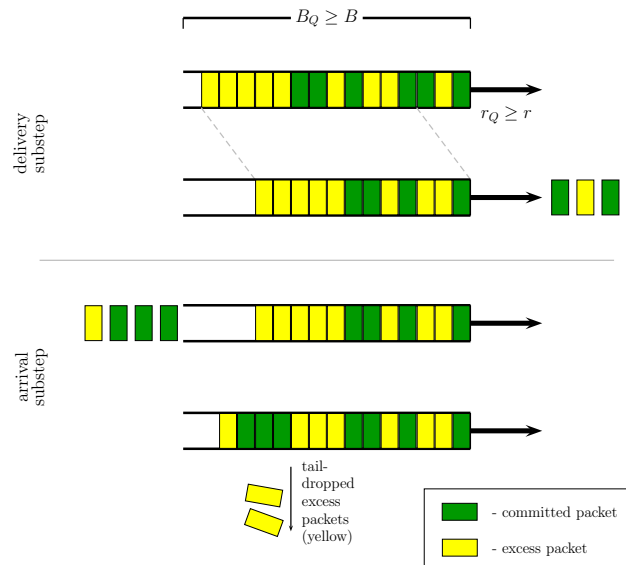 B_Q ≥ B
delivery
substep
r_Q ≥ r
arrival
substep
tail-
dropped
excess
packets
(yellow)
- committed packet
- excess packet